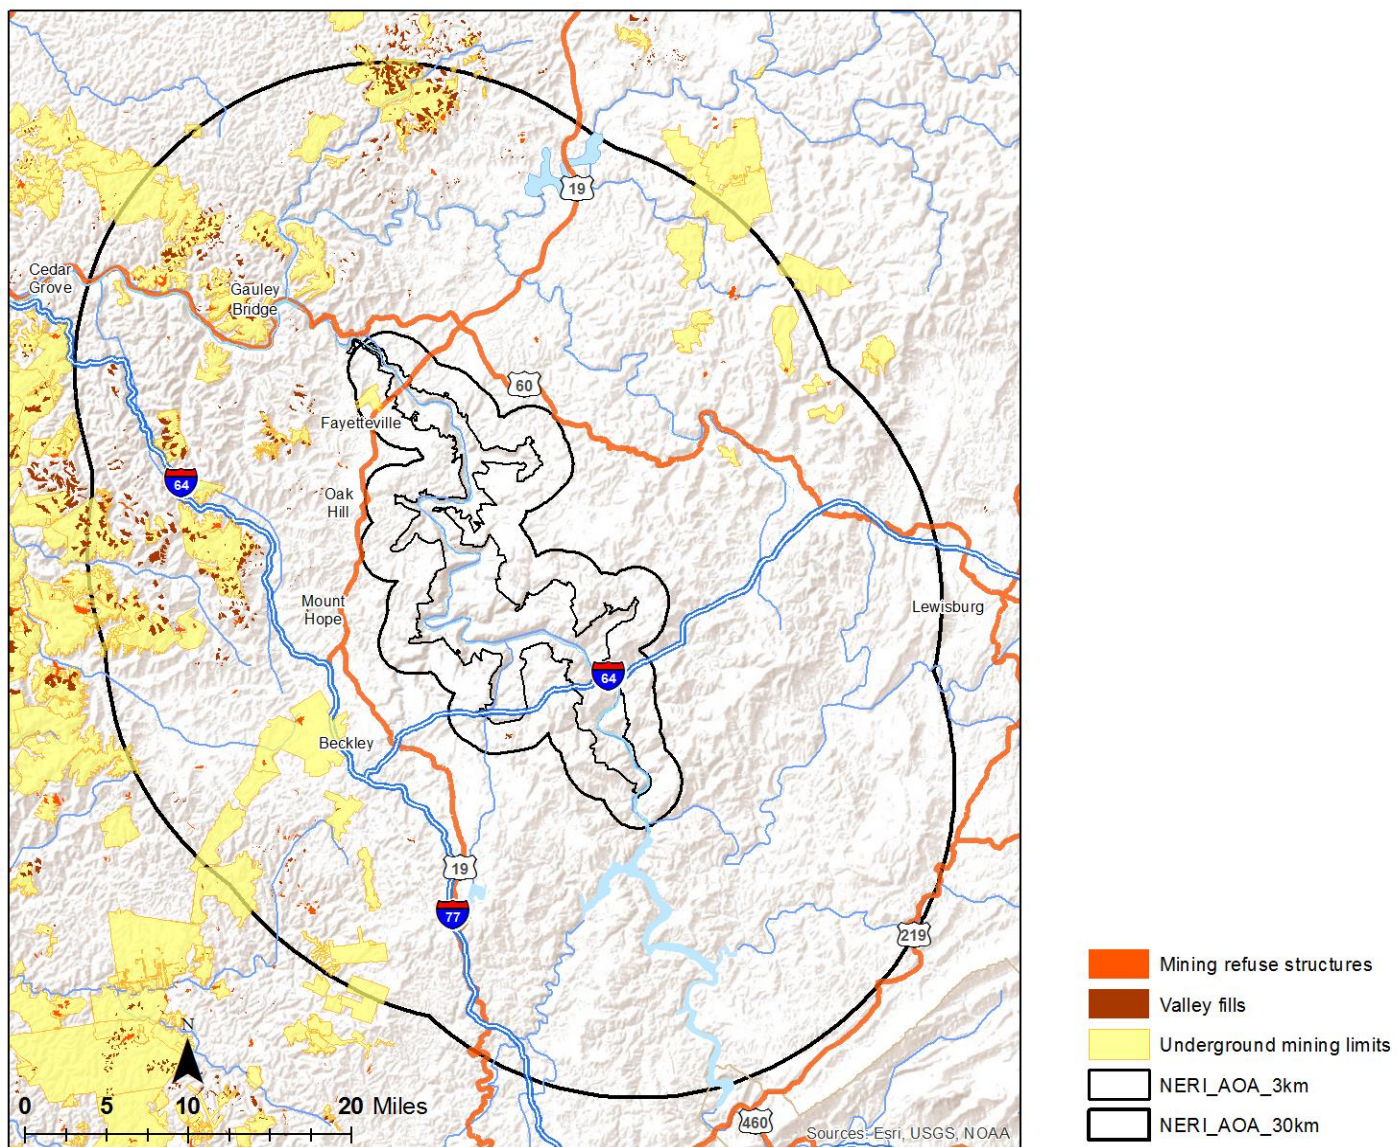 19
Cedar
Grove
Gauley
Bridge
60
Fayetteville
64
Oak
Hill
Mount
Hope
Lewisburg
64
Beckley
19
77
219
N
0 5 10 20 Miles
460
Sources: Esri, USGS, NOAA
Mining refuse structures
Valley fills
Underground mining limits
NERI_AOA_3km
NERI_AOA_30km